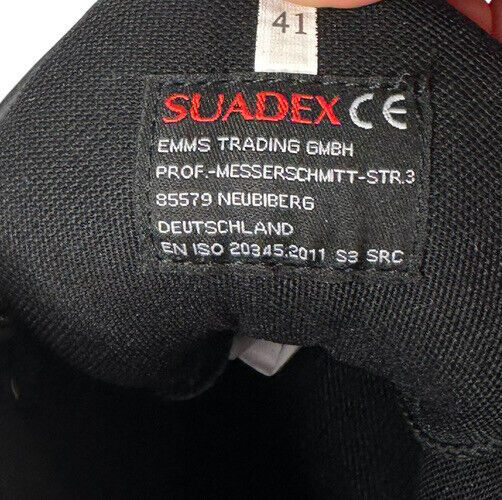 41
SUADEX CE
EMMS TRADING GMBH
PROF.-MESSERSCHMITT-STR.3
85579 NEUBIBERG
DEUTSCHLAND
EN ISO 20345:2011 S3 SRC